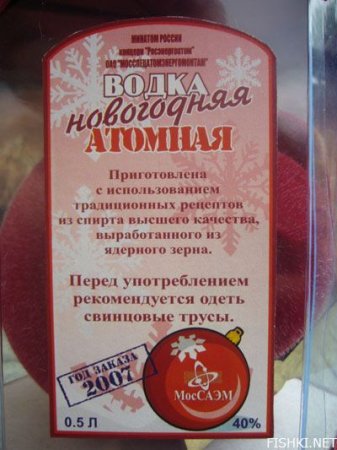 МИНАТОМ РОССИИ
концерн "Росэнергоатом"
ОАО "МОССПЕЦАТОМЭНЕРГОМОНТАЖ"
ВОДКА
новогодняя
АТОМНАЯ
Приготовлена
с использованием
традиционных рецептов
из спирта высшего качества,
выработанного из
ядерного зерна.
Перед употреблением
рекомендуется одеть
свинцовые трусы.
ГОД ЗАКАЗА
2007
МосСАЭМ
0.5 Л
40%
FISHKI.NET